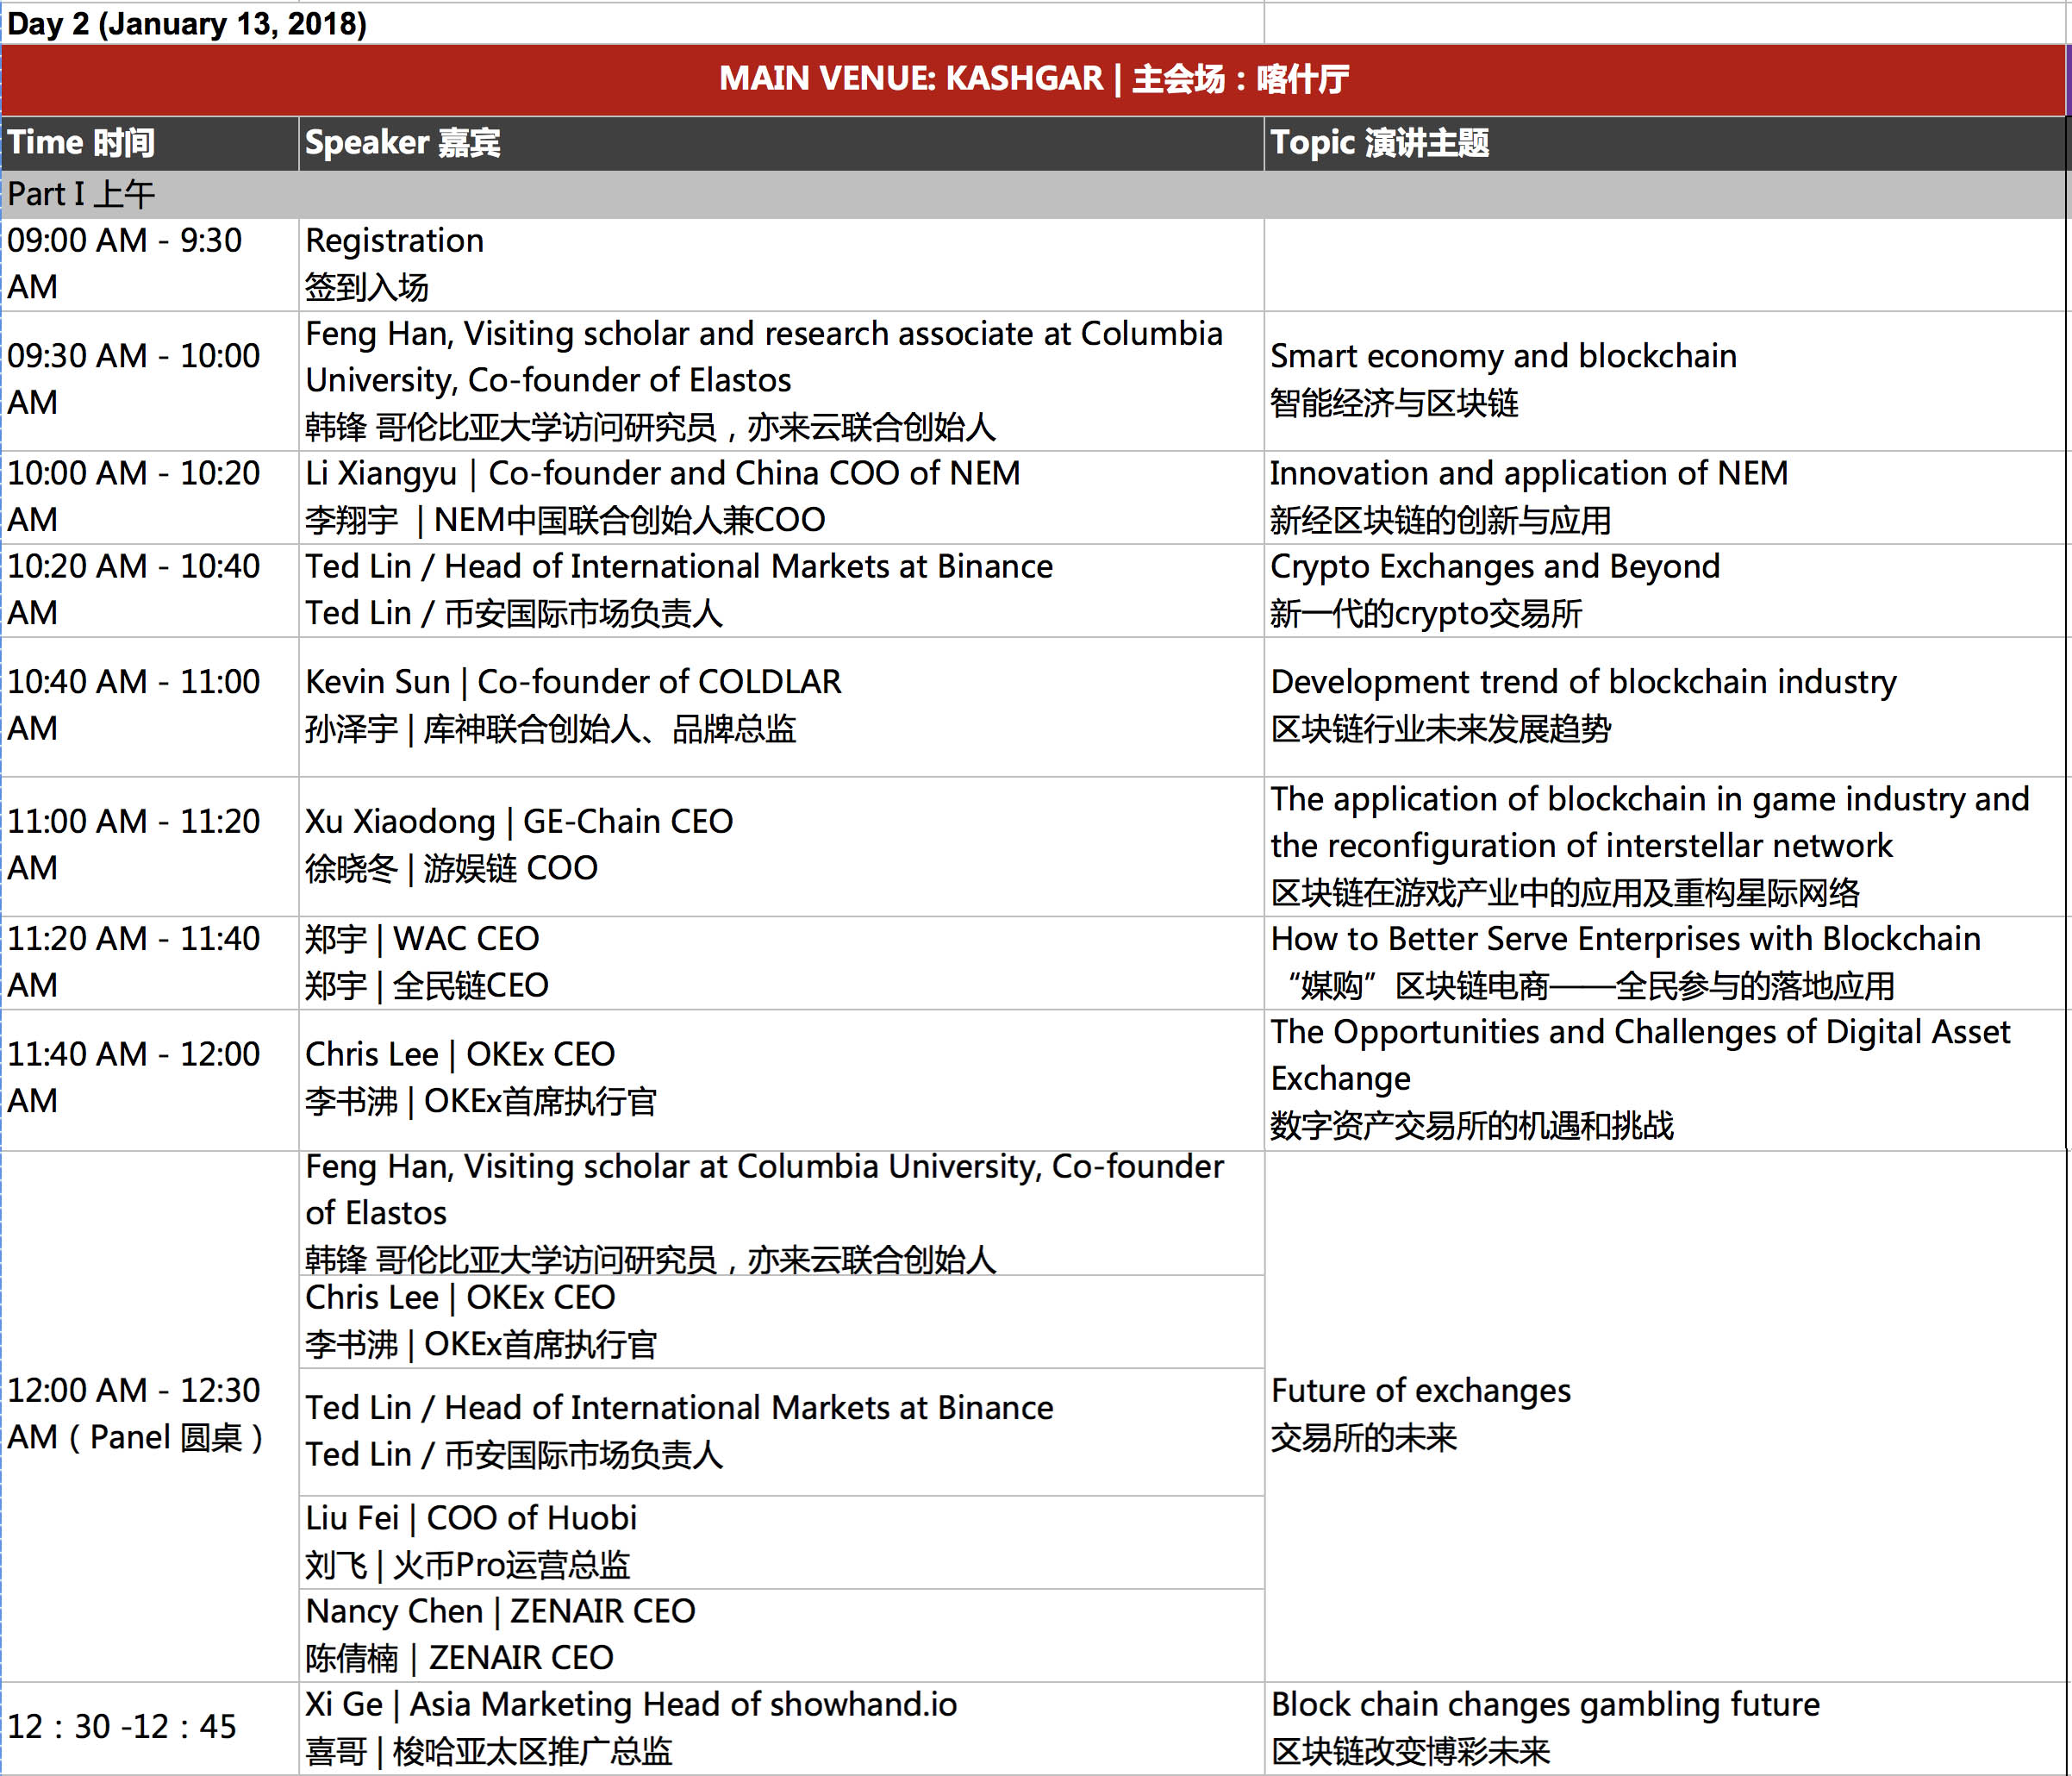 Day 2 (January 13, 2018)
MAIN VENUE: KASHGAR | 主会场：喀什厅
Time 时间
Speaker 嘉宾
Topic 演讲主题
Part I 上午
09:00 AM - 9:30
AM
Registration
签到入场
09:30 AM - 10:00
AM
Feng Han, Visiting scholar and research associate at Columbia
University, Co-founder of Elastos
韩锋 哥伦比亚大学访问研究员，亦来云联合创始人
Smart economy and blockchain
智能经济与区块链
10:00 AM - 10:20
AM
Li Xiangyu | Co-founder and China COO of NEM
李翔宇 | NEM中国联合创始人兼COO
Innovation and application of NEM
新经区块链的创新与应用
10:20 AM - 10:40
AM
Ted Lin / Head of International Markets at Binance
Ted Lin / 币安国际市场负责人
Crypto Exchanges and Beyond
新一代的crypto交易所
10:40 AM - 11:00
AM
Kevin Sun | Co-founder of COLDLAR
孙泽宇 | 库神联合创始人、品牌总监
Development trend of blockchain industry
区块链行业未来发展趋势
11:00 AM - 11:20
AM
Xu Xiaodong | GE-Chain CEO
徐晓冬 | 游娱链 COO
The application of blockchain in game industry and
the reconfiguration of interstellar network
区块链在游戏产业中的应用及重构星际网络
11:20 AM - 11:40
AM
郑宇 | WAC CEO
郑宇 | 全民链CEO
How to Better Serve Enterprises with Blockchain
“媒购”区块链电商——全民参与的落地应用
11:40 AM - 12:00
AM
Chris Lee | OKEx CEO
李书沸 | OKEx首席执行官
The Opportunities and Challenges of Digital Asset
Exchange
数字资产交易所的机遇和挑战
12:00 AM - 12:30
AM（Panel 圆桌）
Feng Han, Visiting scholar at Columbia University, Co-founder
of Elastos
韩锋 哥伦比亚大学访问研究员，亦来云联合创始人
Chris Lee | OKEx CEO
李书沸 | OKEx首席执行官
Ted Lin / Head of International Markets at Binance
Ted Lin / 币安国际市场负责人
Liu Fei | COO of Huobi
刘飞 | 火币Pro运营总监
Nancy Chen | ZENAIR CEO
陈倩楠 | ZENAIR CEO
Future of exchanges
交易所的未来
12：30 -12：45
Xi Ge | Asia Marketing Head of showhand.io
喜哥 | 梭哈亚太区推广总监
Block chain changes gambling future
区块链改变博彩未来